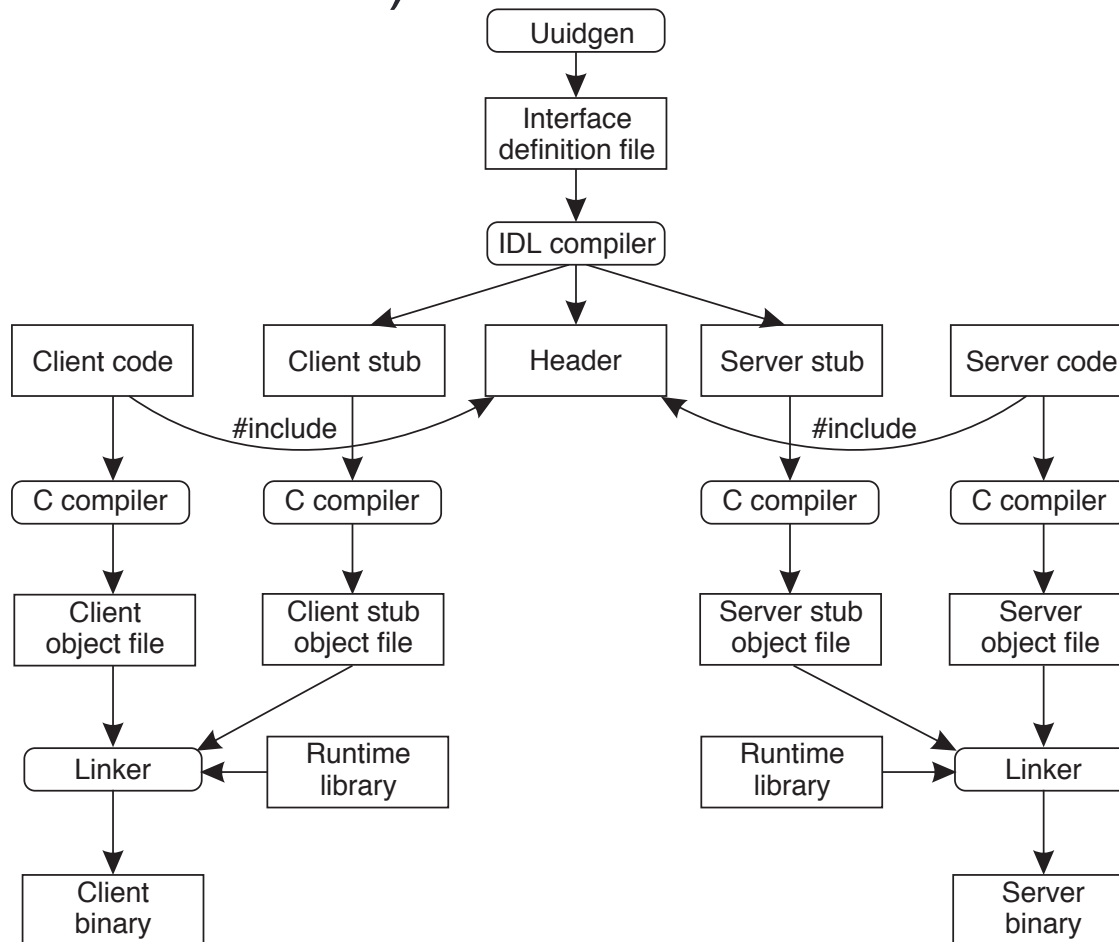 Uuidgen
Interface
definition file
IDL compiler
Client code
Client stub
Header
Server stub
Server code
#include
#include
C compiler
C compiler
C compiler
C compiler
Client
object file
Client stub
object file
Server stub
object file
Server
object file
Linker
Runtime
library
Runtime
library
Linker
Client
binary
Server
binary